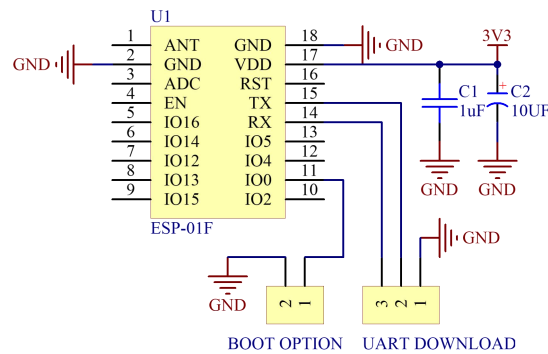 U1
1 ANT GND 18 GND 3V3
GND 2 GND VDD 17
3 ADC RST 16
4 EN TX 15 C1 C2
5 IO16 RX 14 1uF 10UF
6 IO14 IO5 13
7 IO12 IO4 12
8 IO13 IO0 11
9 IO15 IO2 10
GND GND
ESP-01F
GND
GND
2 1 3 2 1
BOOT OPTION UART DOWNLOAD